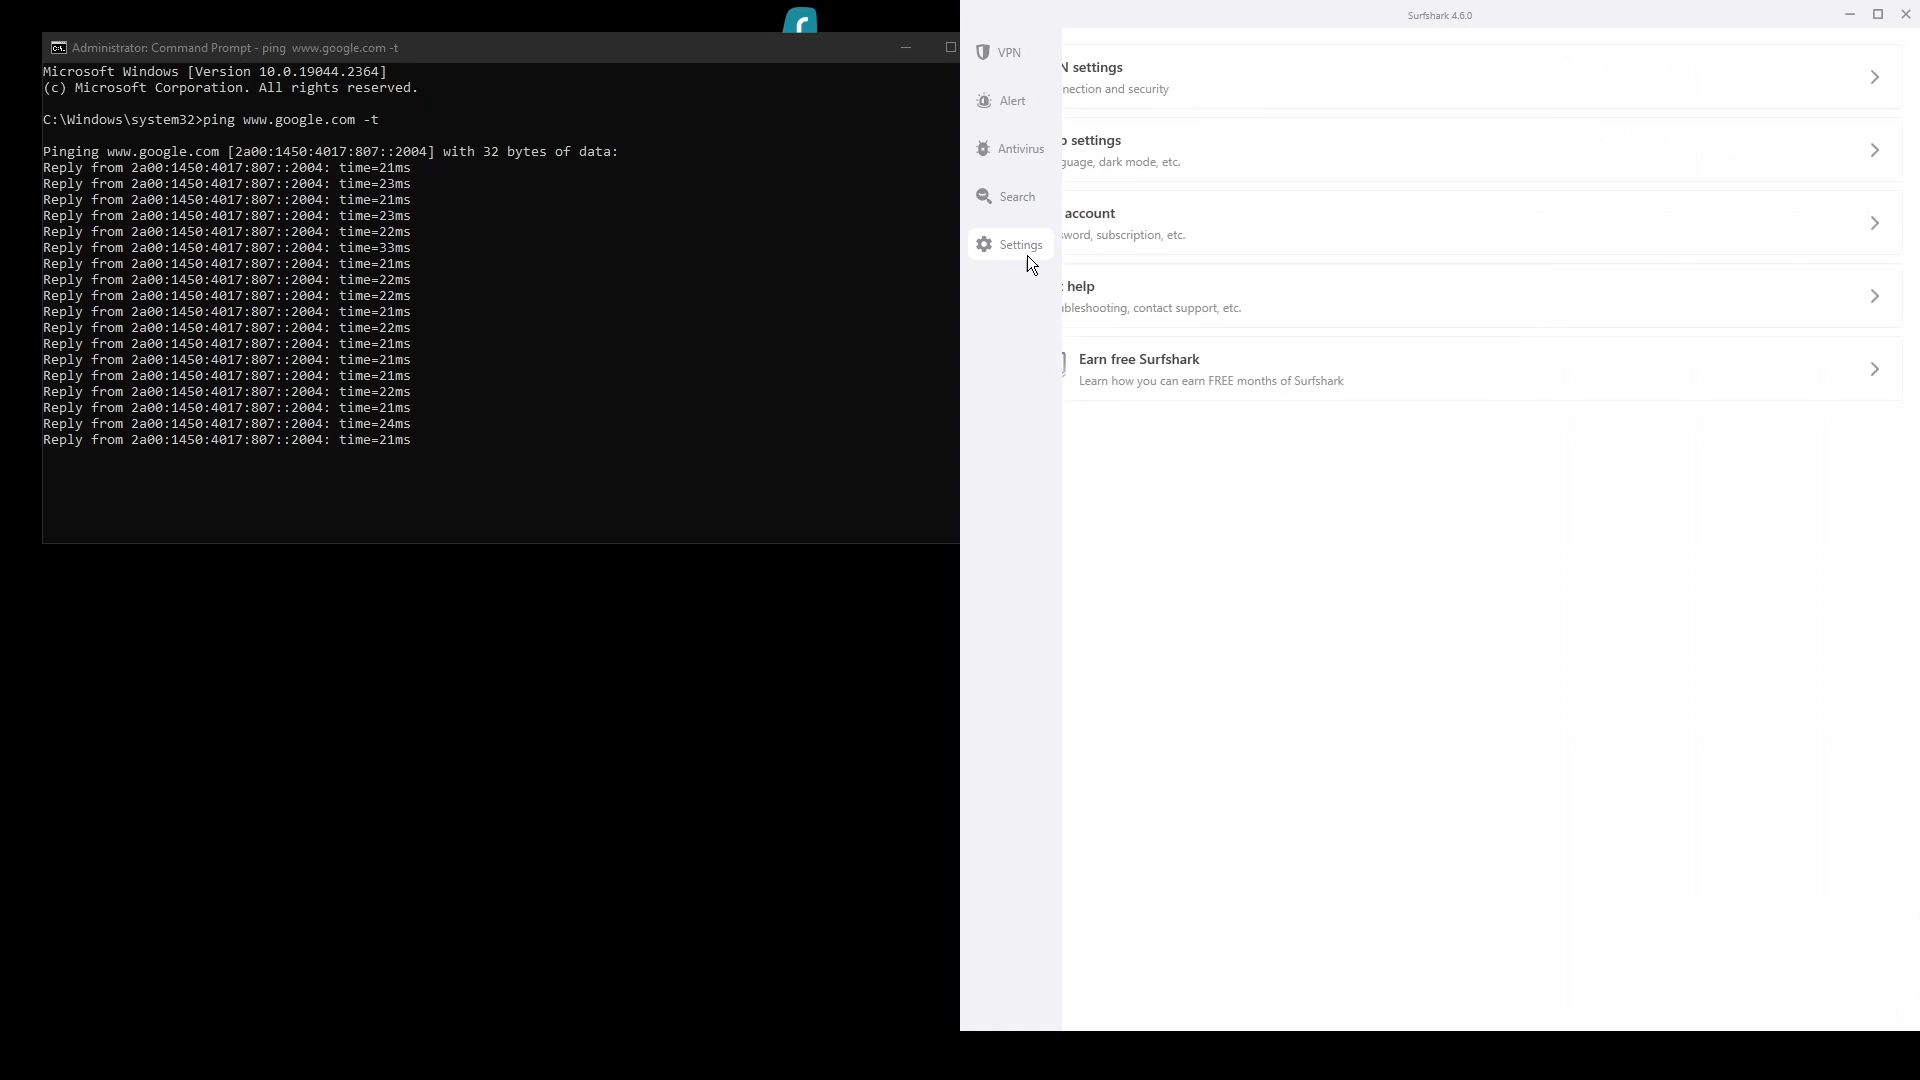 Administrator: Command Prompt - ping  www.google.com -t
Microsoft Windows [Version 10.0.19044.2364]
(c) Microsoft Corporation. All rights reserved.
C:\Windows\system32>ping www.google.com -t
Pinging www.google.com [2a00:1450:4017:807::2004] with 32 bytes of data:
Reply from 2a00:1450:4017:807::2004: time=21ms
Reply from 2a00:1450:4017:807::2004: time=23ms
Reply from 2a00:1450:4017:807::2004: time=21ms
Reply from 2a00:1450:4017:807::2004: time=23ms
Reply from 2a00:1450:4017:807::2004: time=22ms
Reply from 2a00:1450:4017:807::2004: time=33ms
Reply from 2a00:1450:4017:807::2004: time=21ms
Reply from 2a00:1450:4017:807::2004: time=22ms
Reply from 2a00:1450:4017:807::2004: time=22ms
Reply from 2a00:1450:4017:807::2004: time=21ms
Reply from 2a00:1450:4017:807::2004: time=22ms
Reply from 2a00:1450:4017:807::2004: time=21ms
Reply from 2a00:1450:4017:807::2004: time=21ms
Reply from 2a00:1450:4017:807::2004: time=21ms
Reply from 2a00:1450:4017:807::2004: time=22ms
Reply from 2a00:1450:4017:807::2004: time=21ms
Reply from 2a00:1450:4017:807::2004: time=24ms
Reply from 2a00:1450:4017:807::2004: time=21ms
Surfshark 4.6.0
VPN
Alert
Antivirus
Search
Settings
N settings
nection and security
settings
guage, dark mode, etc.
account
word, subscription, etc.
help
bleshooting, contact support, etc.
Earn free Surfshark
Learn how you can earn FREE months of Surfshark